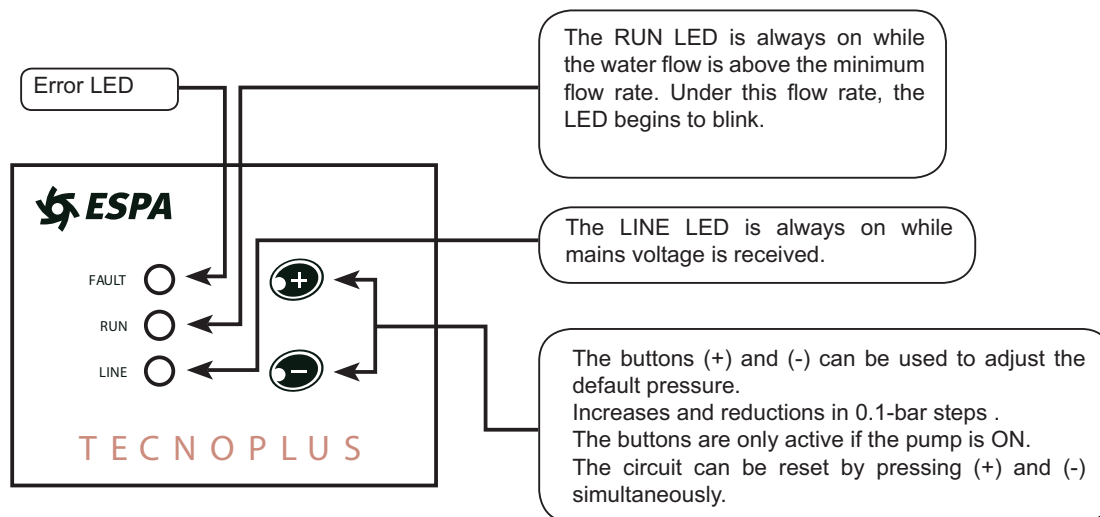 The RUN LED is always on while
the water flow is above the minimum
flow rate. Under this flow rate, the
LED begins to blink.
Error LED
ESPA
The LINE LED is always on while
mains voltage is received.
FAULT
+
RUN
LINE
-
The buttons (+) and (-) can be used to adjust the
default pressure.
Increases and reductions in 0.1-bar steps .
The buttons are only active if the pump is ON.
The circuit can be reset by pressing (+) and (-)
simultaneously.
TECNOPLUS